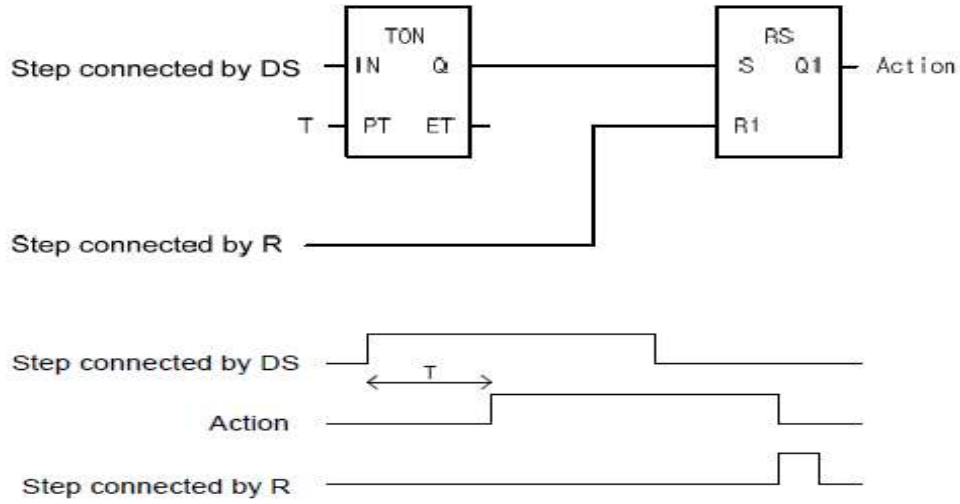 TON
RS
Step connected by DS IN Q S Q1 Action
T PT ET R1
Step connected by R
Step connected by DS
T
Action
Step connected by R